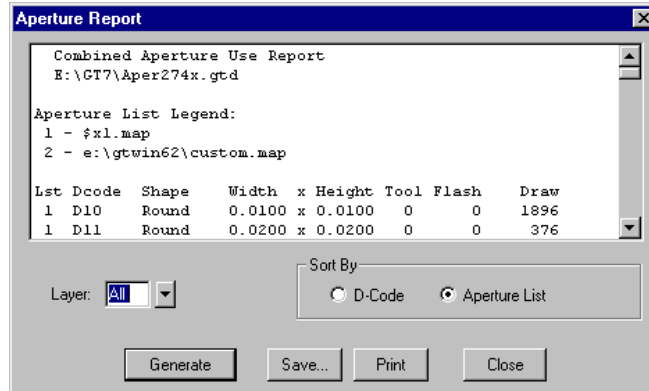 Aperture Report
Combined Aperture Use Report
E:\GT7\Aper274x.gtd
Aperture List Legend:
1 - $x1.map
2 - e:\gtwin62\custom.map
Lst Dcode Shape Width x Height Tool Flash Draw
1 D10 Round 0.0100 x 0.0100 0 0 1896
1 D11 Round 0.0200 x 0.0200 0 0 376
Layer: All
Sort By
D-Code Aperture List
Generate Save... Print Close